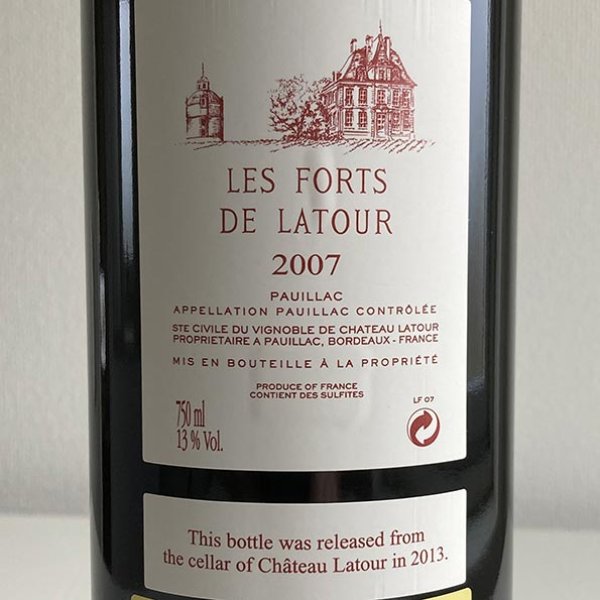 LES FORTS
DE LATOUR
2007
PAUILLAC
APPELLATION PAUILLAC CONTRÔLÉE
STE CIVILE DU VIGNOBLE DE CHATEAU LATOUR
PROPRIETAIRE A PAUILLAC, BORDEAUX - FRANCE
MIS EN BOUTEILLE À LA PROPRIÉTÉ
PRODUCE OF FRANCE
CONTIENT DES SULFITES
LF 07
750 ml
13 % Vol.
This bottle was released from
the cellar of Château Latour in 2013.